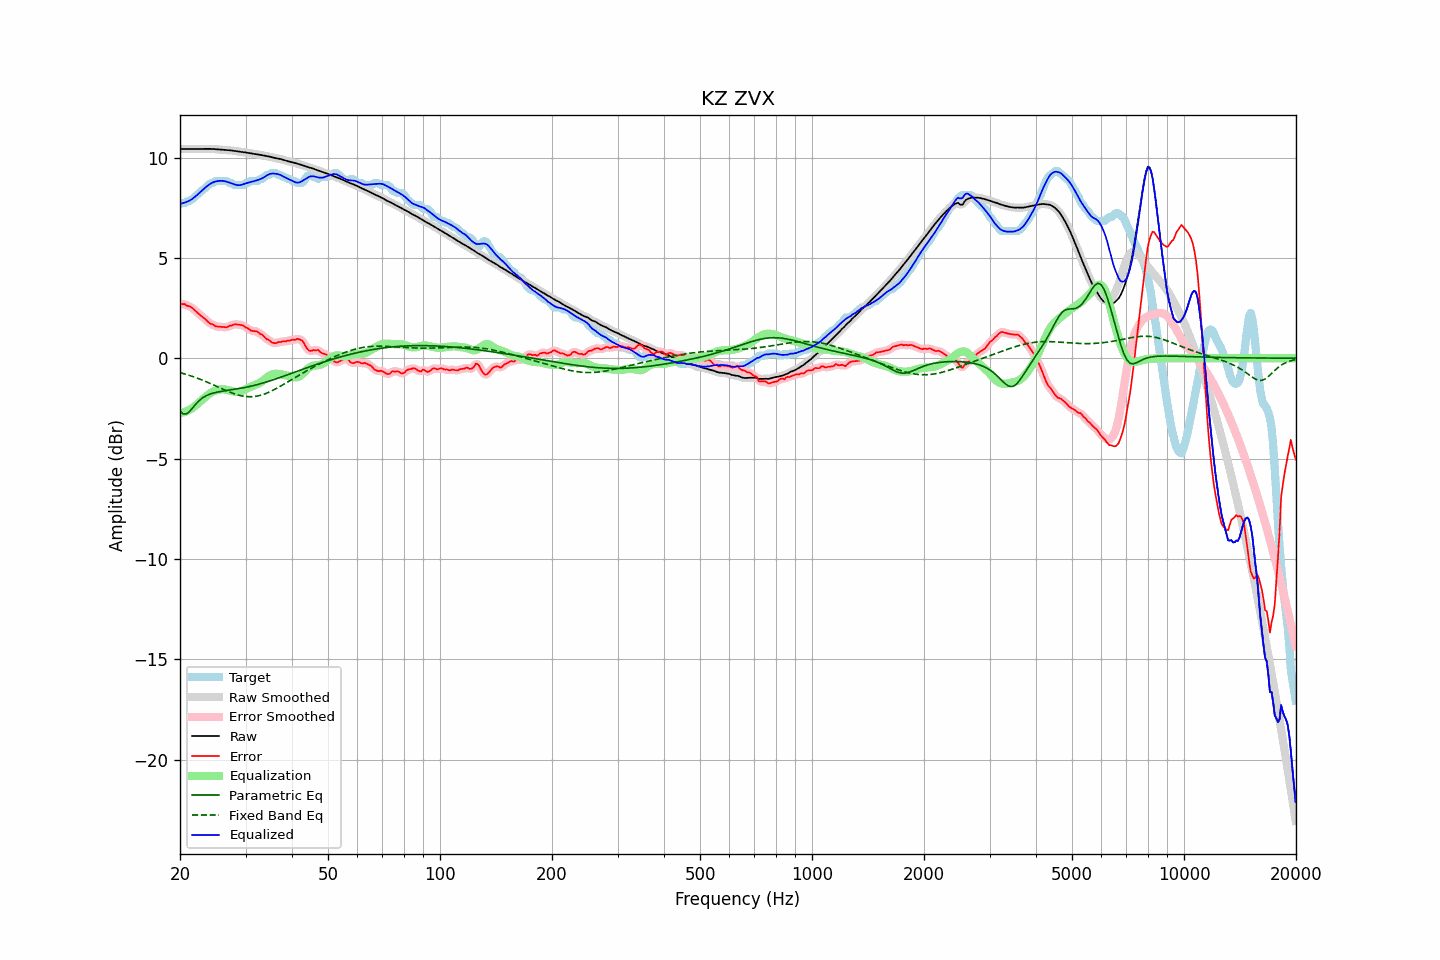 KZ ZVX
10
5
0
−5
−10
−15
−20
Amplitude (dBr)
Target
Raw Smoothed
Error Smoothed
Raw
Error
Equalization
Parametric Eq
Fixed Band Eq
Equalized
20 50 100 200 500 1000 2000 5000 10000 20000
Frequency (Hz)